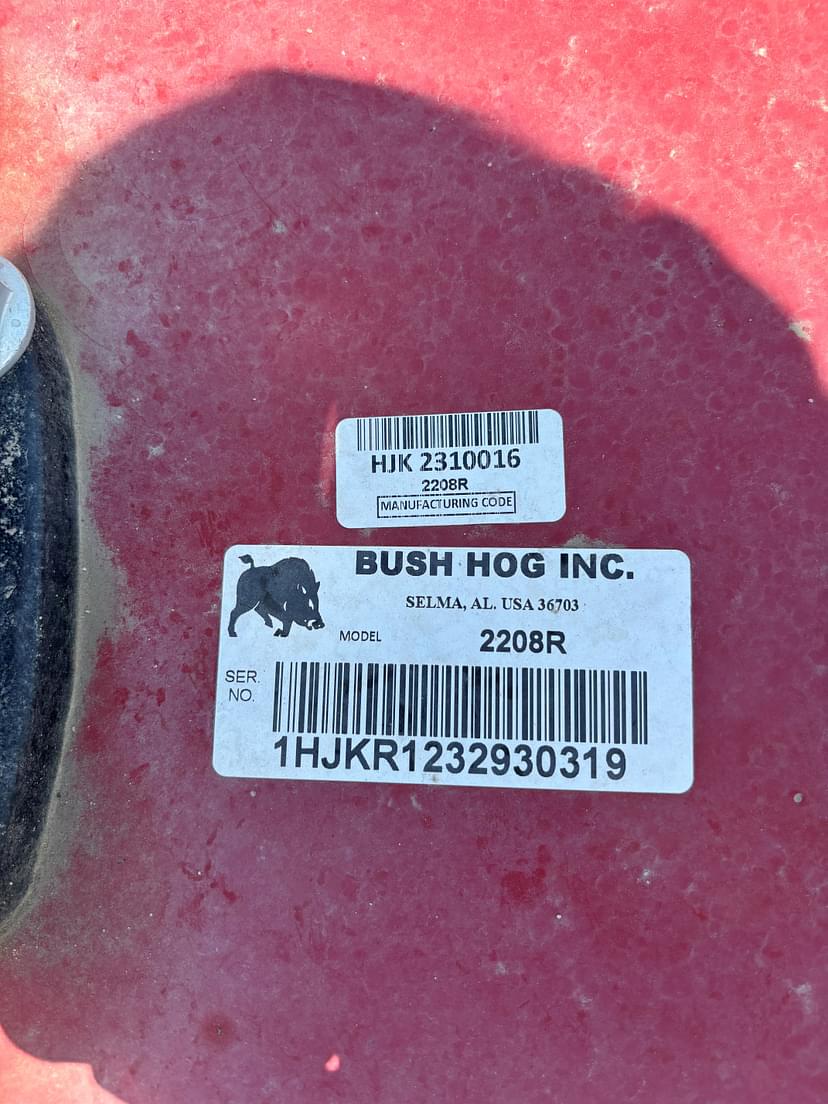 HJK 2310016
2208R
MANUFACTURING CODE
BUSH HOG INC.
SELMA, AL. USA 36703
MODEL 2208R
SER. NO.
1HJKR1232930319